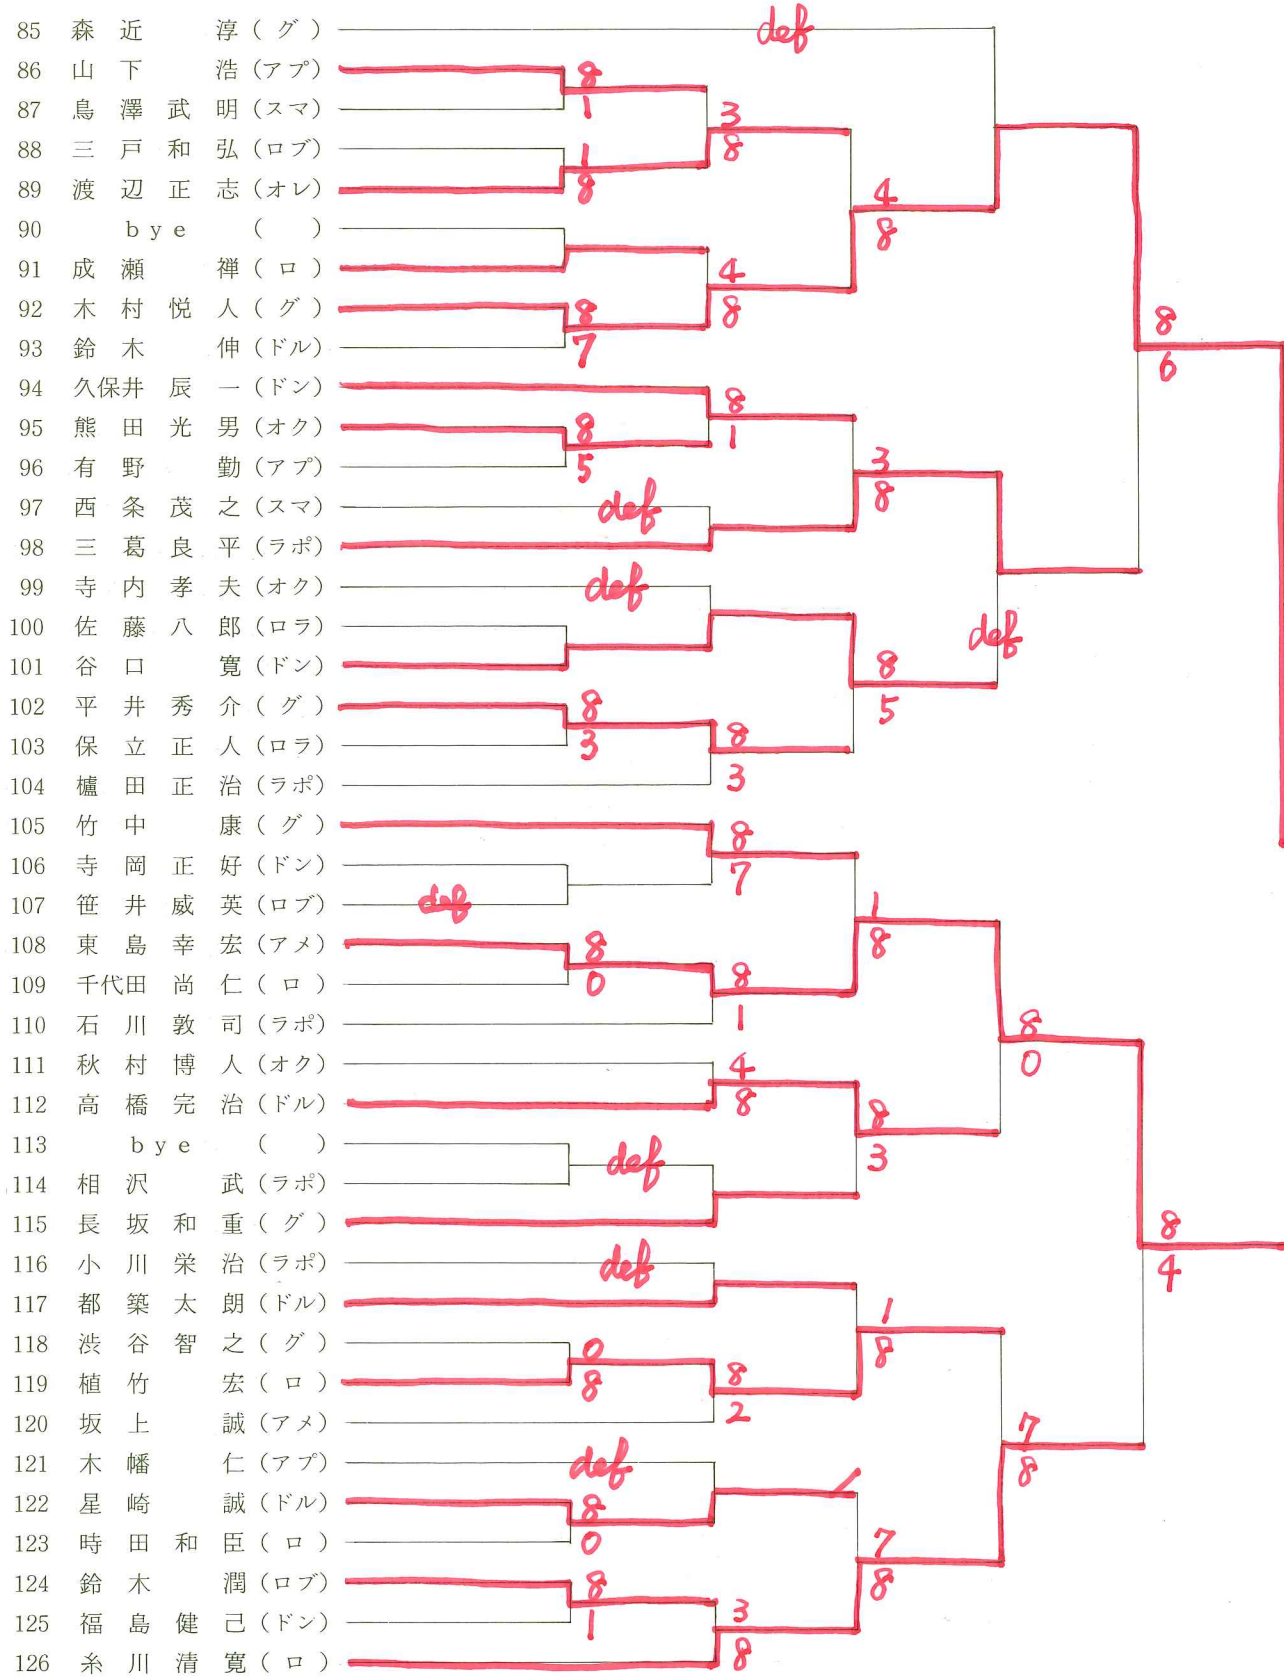 85 森近 淳(グ) def
86 山下 浩(アプ) 8
87 鳥澤武明(スマ) 1 3
88 三戸和弘(ロブ) 1 8
89 渡辺正志(オレ) 8 4
90 bye ( ) 8
91 成瀬 禅(ロ) 4
92 木村悦人(グ) 8 8 8
93 鈴木 伸(ドル) 7 6
94 久保井辰一(ドン) 8
95 熊田光男(オク) 8 1
96 有野 勤(アプ) 5 3
97 西条茂之(スマ) def 8
98 三葛良平(ラポ)
99 寺内孝夫(オク) def
100 佐藤八郎(ロラ) def
101 谷口 寛(ドン) 8
102 平井秀介(グ) 8 5
103 保立正人(ロラ) 3 8
104 櫨田正治(ラポ) 3
105 竹中 康(グ) 8
106 寺岡正好(ドン) 7
107 笹井威英(ロブ) def 1
108 東島幸宏(アメ) 8 8
109 千代田尚仁(ロ) 0 8
110 石川敦司(ラポ) 1 8
111 秋村博人(オク) 4 0
112 高橋完治(ドル) 8 8
113 bye ( ) 3
114 相沢 武(ラポ) def
115 長坂和重(グ) 8
116 小川栄治(ラポ) def 4
117 都築太朗(ドル) 1
118 渋谷智之(グ) 0 8
119 植竹 宏(ロ) 8 8
120 坂上 誠(アメ) 2 7
121 木幡 仁(アプ) def 8
122 星崎 誠(ドル) 8
123 時田和臣(ロ) 0 7
124 鈴木 潤(ロブ) 8 8
125 福島健己(ドン) 1 3
126 糸川清寛(ロ) 8